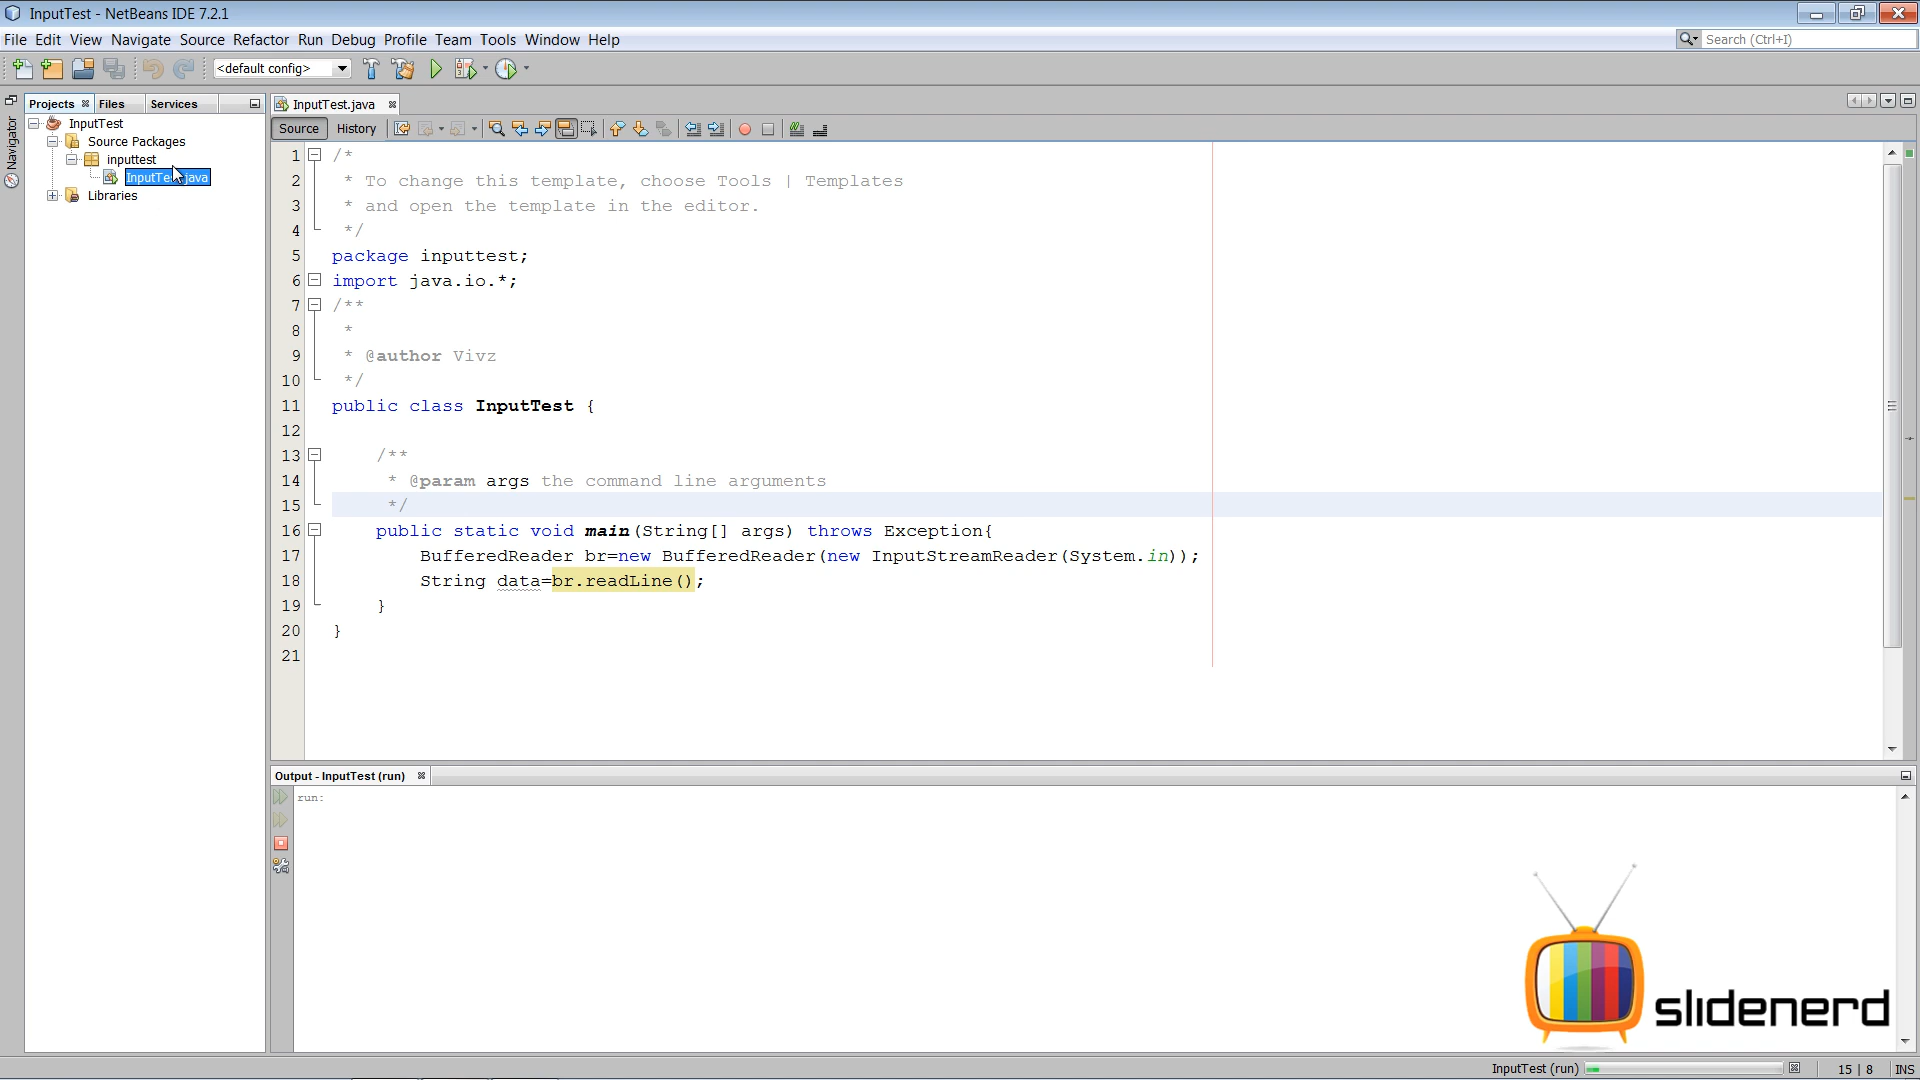 InputTest - NetBeans IDE 7.2.1
File Edit View Navigate Source Refactor Run Debug Profile Team Tools Window Help
Search (Ctrl+I)
<default config>
Projects Files Services
InputTest.java
Navigator
InputTest
Source Packages
inputtest
InputTest.java
Libraries
Source History
1 /*
2 * To change this template, choose Tools | Templates
3 * and open the template in the editor.
4 */
5 package inputtest;
6 import java.io.*;
7 /**
8 *
9 * @author Vivz
10 */
11 public class InputTest {
12
13 /**
14 * @param args the command line arguments
15 */
16 public static void main(String[] args) throws Exception{
17 BufferedReader br=new BufferedReader(new InputStreamReader(System.in));
18 String data=br.readLine();
19 }
20 }
21
Output - InputTest (run)
run:
slidenerd
InputTest (run)
15 | 8 INS